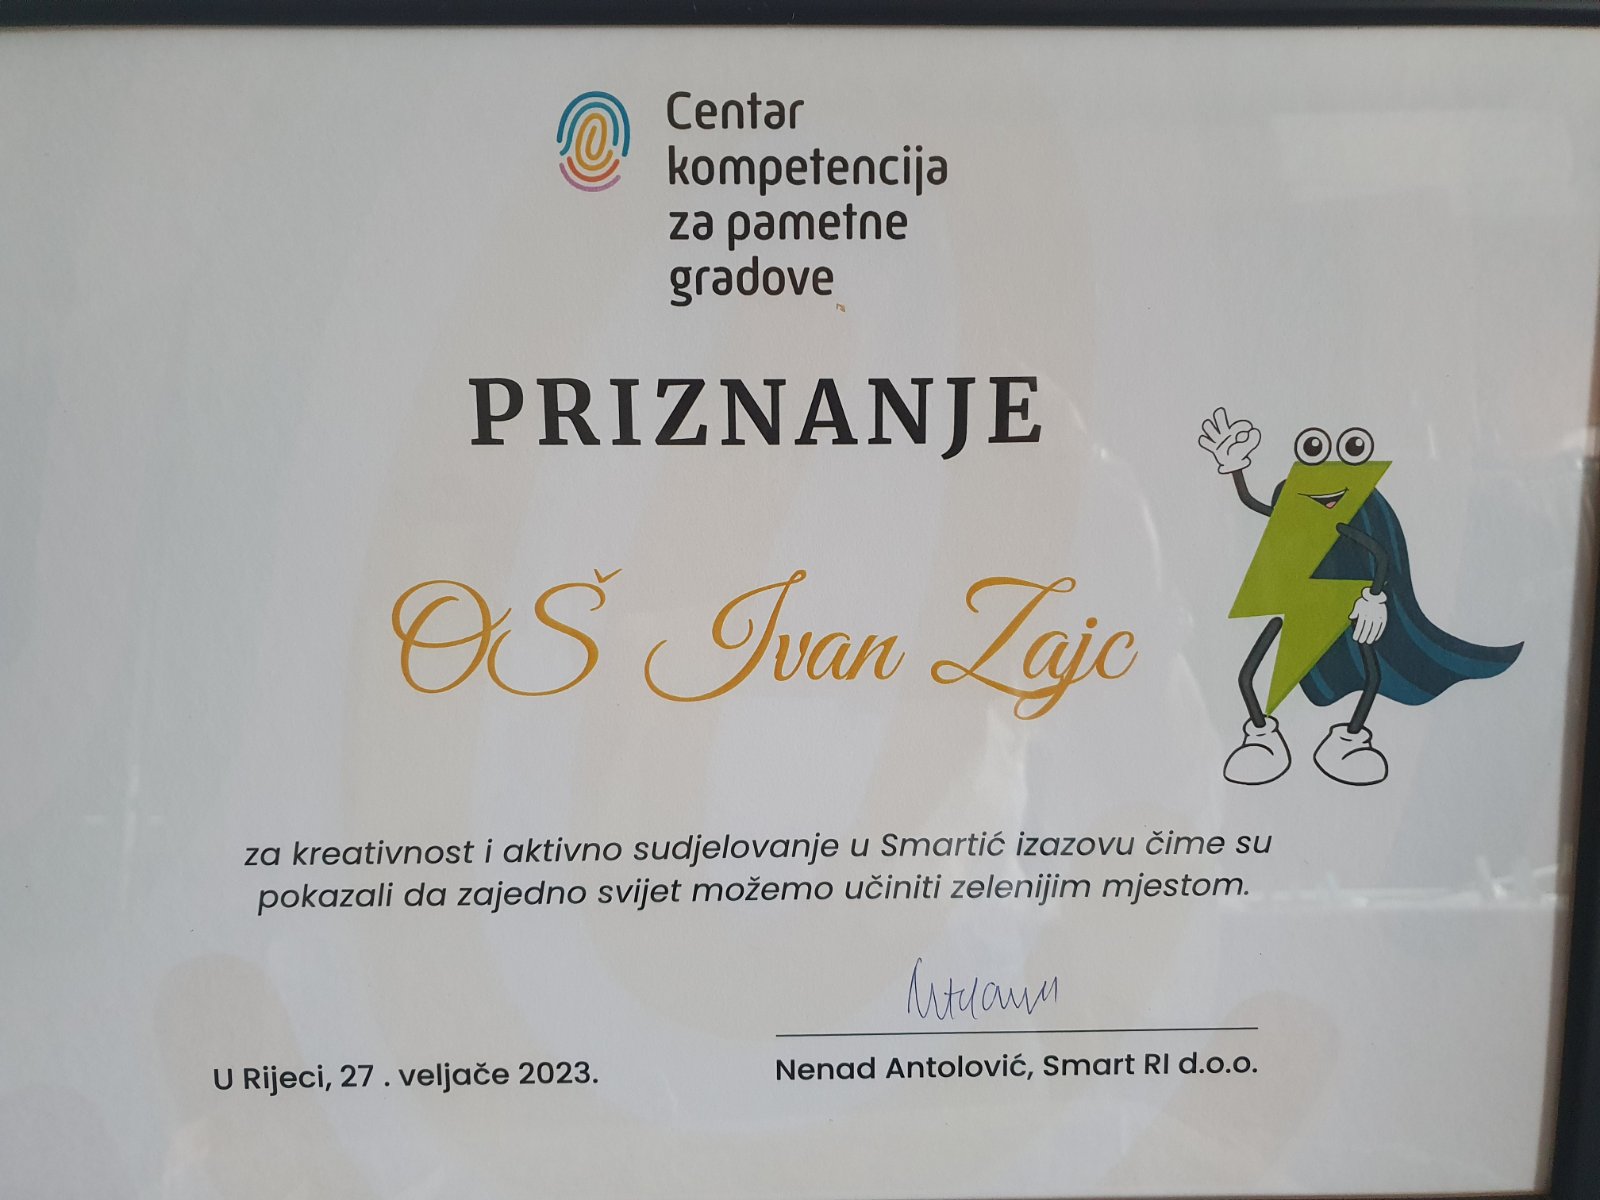 Centar
kompetencija
za pametne
gradove
PRIZNANJE
OŠ Ivan Zajc
za kreativnost i aktivno sudjelovanje u Smartić izazovu čime su
pokazali da zajedno svijet možemo učiniti zelenijim mjestom.
U Rijeci, 27 . veljače 2023.
Nenad Antolović, Smart RI d.o.o.